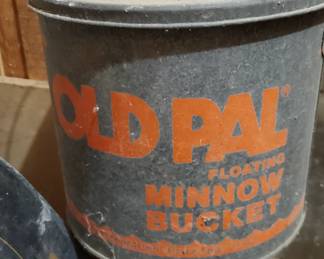 OLD PAL®
FLOATING
MINNOW
BUCKET